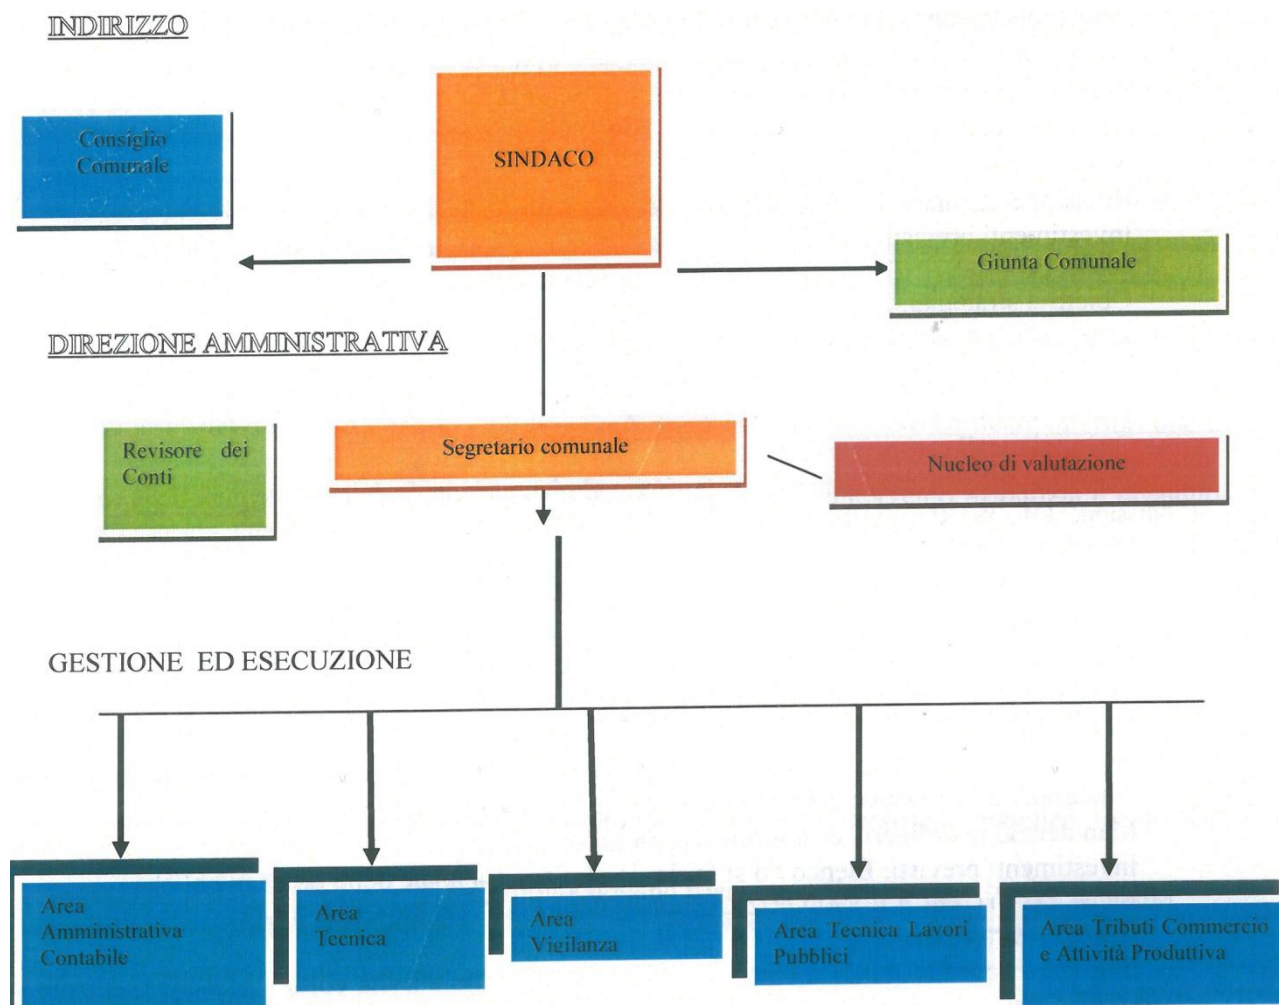 INDIRIZZO
Consiglio
Comunale
SINDACO
Giunta Comunale
DIREZIONE AMMINISTRATIVA
Revisore dei
Conti
Segretario comunale
Nucleo di valutazione
GESTIONE ED ESECUZIONE
Area
Amministrativa
Contabile
Area
Tecnica
Area
Vigilanza
Area Tecnica Lavori
Pubblici
Area Tributi Commercio
e Attività Produttiva